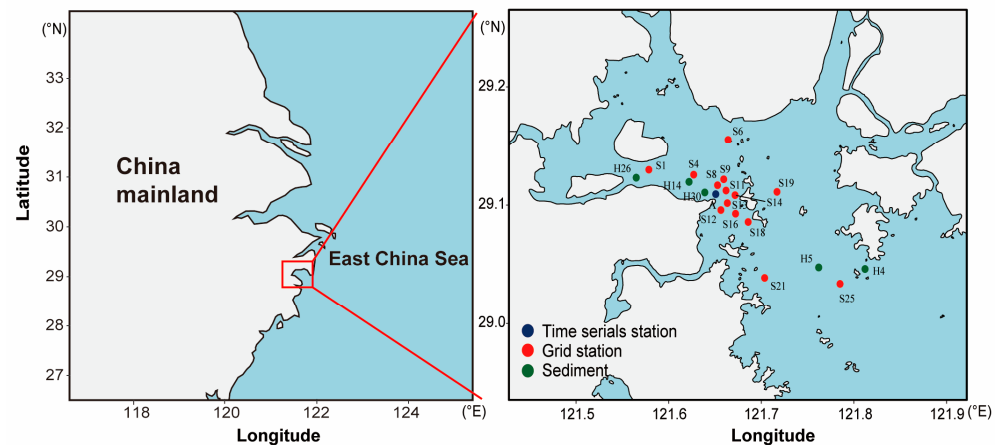 (°N)
33
32
31
30
29
28
27
Latitude
China
mainland
East China Sea
118
120
122
124
(°E)
Longitude
(°N)
29.2
29.1
29.0
S6
H26
S1
S4
S9
S8
H14
S11
S19
H30
S14
A
S13
S12
S16
S18
H5
H4
S21
S25
Time serials station
Grid station
Sediment
121.5
121.6
121.7
121.8
121.9
(°E)
Longitude